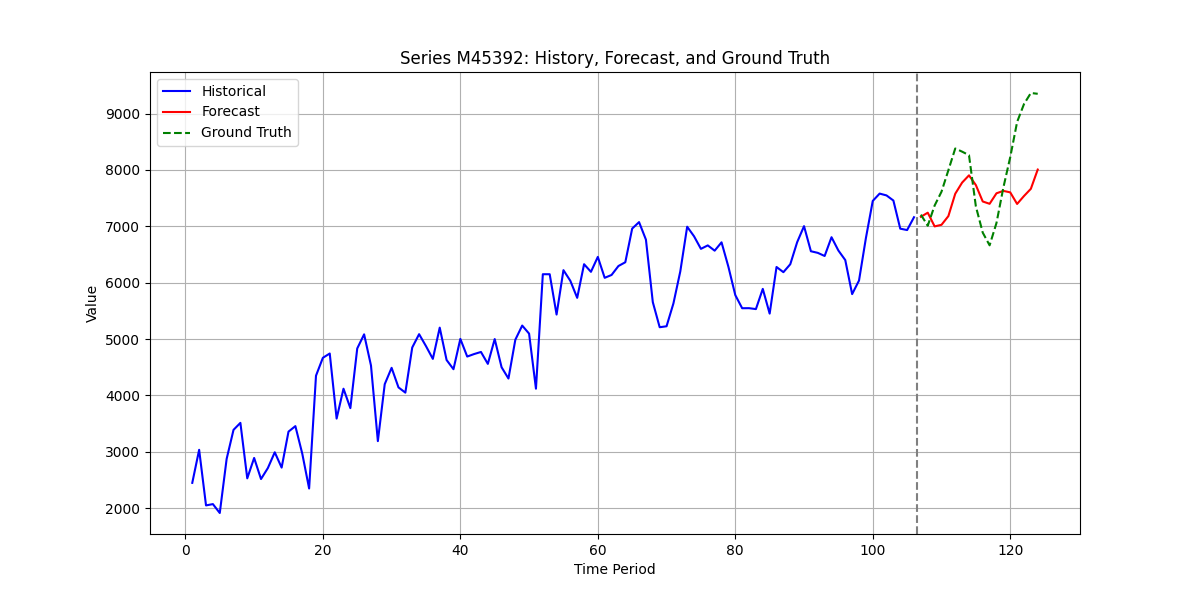 Series M45392: History, Forecast, and Ground Truth
Historical
Forecast
Ground Truth
9000
8000
7000
6000
5000
4000
3000
2000
Value
0 20 40 60 80 100 120
Time Period